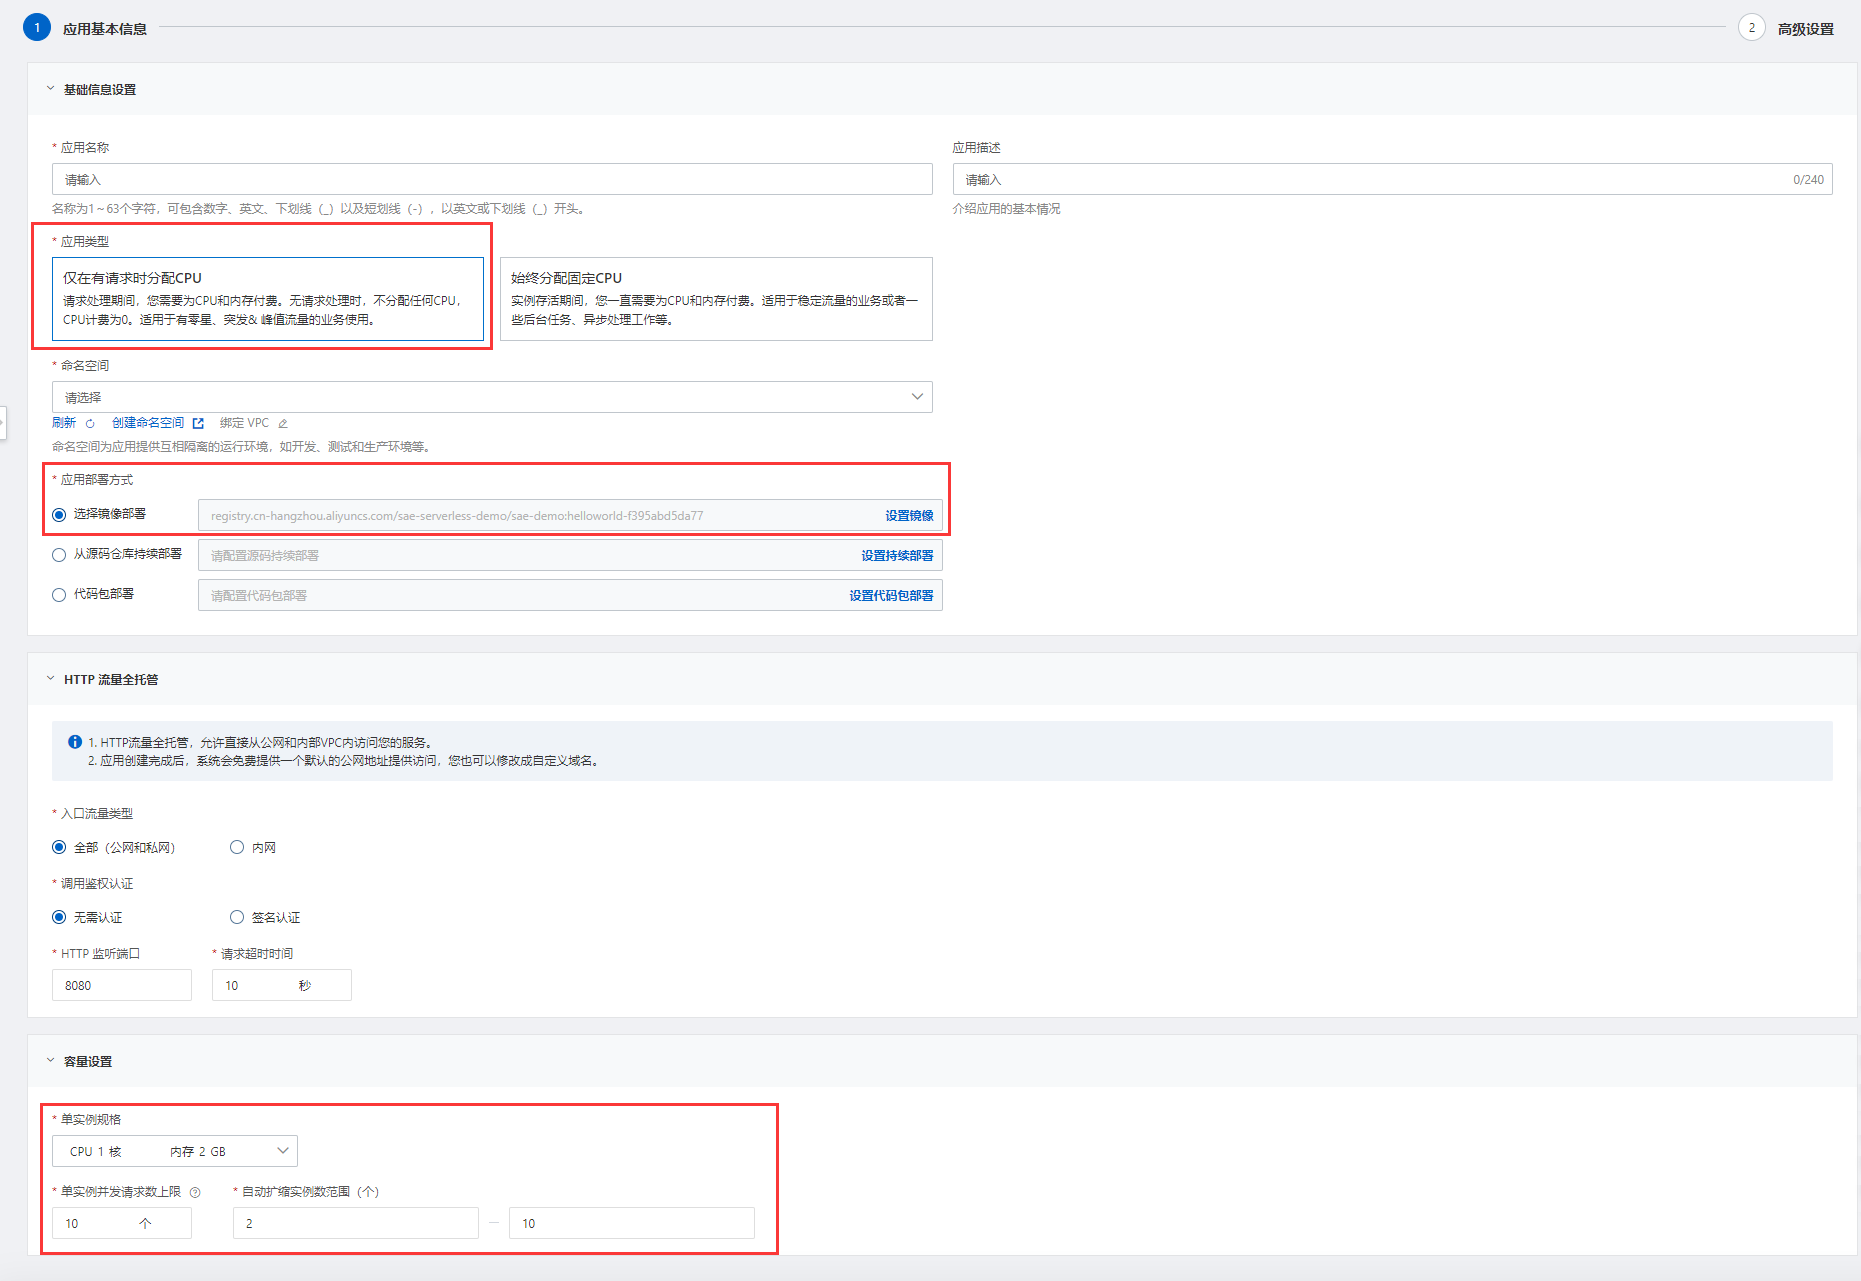 1 应用基本信息
2 高级设置
基础信息设置
* 应用名称
请输入
名称为1~63个字符，可包含数字、英文、下划线（_）以及短划线（-），以英文或下划线（_）开头。
应用描述
请输入 0/240
介绍应用的基本情况
* 应用类型
仅在有请求时分配CPU
请求处理期间，您需要为CPU和内存付费。无请求处理时，不分配任何CPU，
CPU计费为0。适用于有零星、突发& 峰值流量的业务使用。
始终分配固定CPU
实例存活期间，您一直需要为CPU和内存付费。适用于稳定流量的业务或者一
些后台任务、异步处理工作等。
* 命名空间
请选择
刷新 创建命名空间 绑定 VPC
命名空间为应用提供互相隔离的运行环境，如开发、测试和生产环境等。
* 应用部署方式
选择镜像部署 registry.cn-hangzhou.aliyuncs.com/sae-serverless-demo/sae-demo:helloworld-f395abd5da77 设置镜像
从源码仓库持续部署 请配置源码持续部署 设置持续部署
代码包部署 请配置代码包部署 设置代码包部署
HTTP 流量全托管
1. HTTP流量全托管，允许直接从公网和内部VPC内访问您的服务。
2. 应用创建完成后，系统会免费提供一个默认的公网地址提供访问，您也可以修改成自定义域名。
* 入口流量类型
全部（公网和私网） 内网
* 调用鉴权认证
无需认证 签名认证
* HTTP 监听端口 * 请求超时时间
8080 10 秒
容量设置
* 单实例规格
CPU 1 核 内存 2 GB
* 单实例并发请求数上限 * 自动扩缩实例数范围（个）
10 个 2 — 10